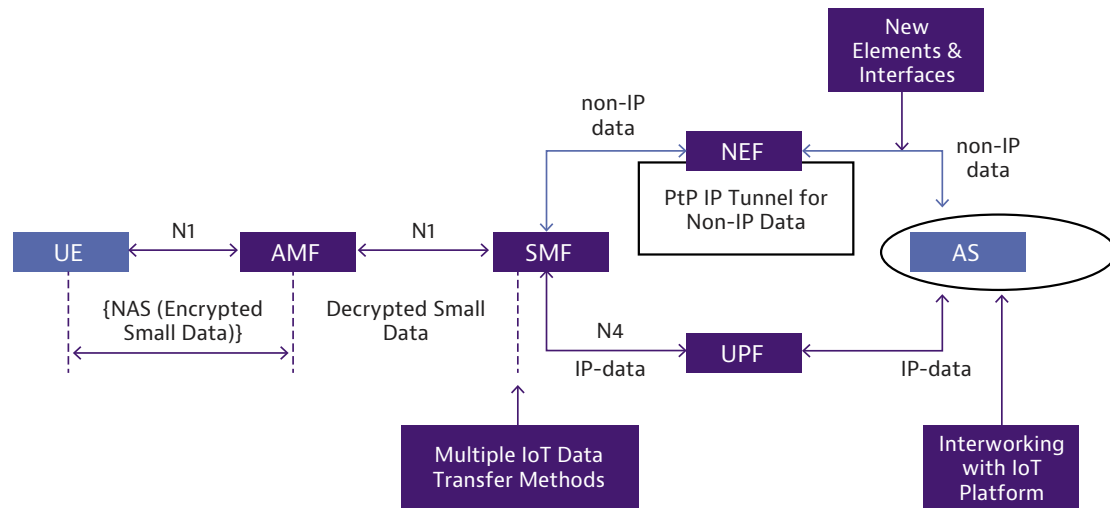 New
Elements &
Interfaces
non-IP
data
NEF
non-IP
data
PtP IP Tunnel for
Non-IP Data
UE
N1
AMF
N1
SMF
AS
{NAS (Encrypted
Small Data)}
Decrypted Small
Data
N4
IP-data
UPF
IP-data
Multiple IoT Data
Transfer Methods
Interworking
with IoT
Platform